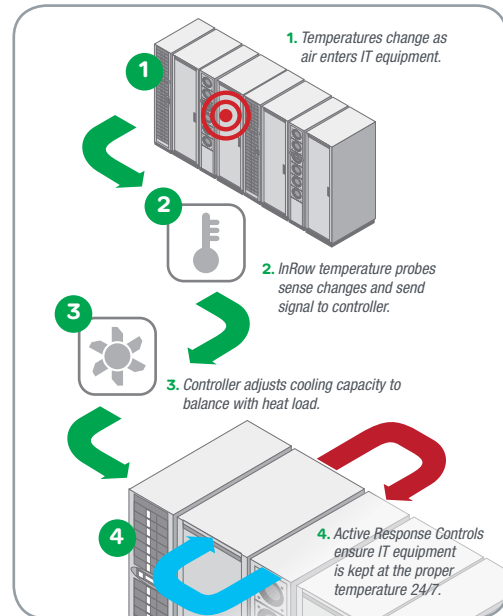 1. Temperatures change as
air enters IT equipment.
1
2
2. InRow temperature probes
sense changes and send
signal to controller.
3
3. Controller adjusts cooling capacity to
balance with heat load.
4
4. Active Response Controls
ensure IT equipment
is kept at the proper
temperature 24/7.